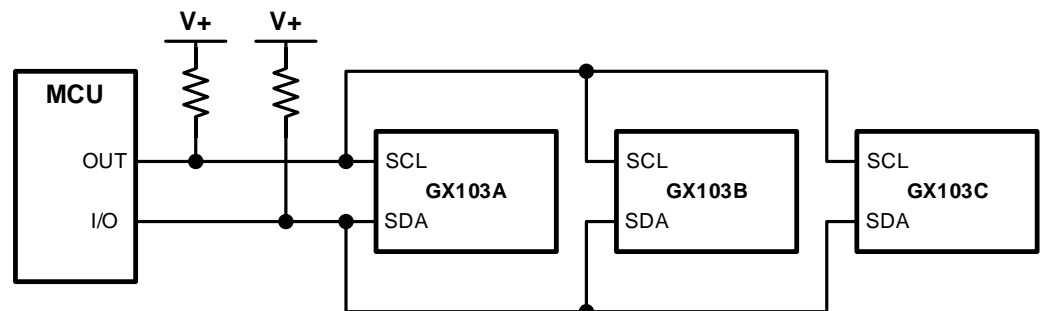 V+ V+
MCU
OUT SCL SCL SCL
GX103A GX103B GX103C
I/O SDA SDA SDA